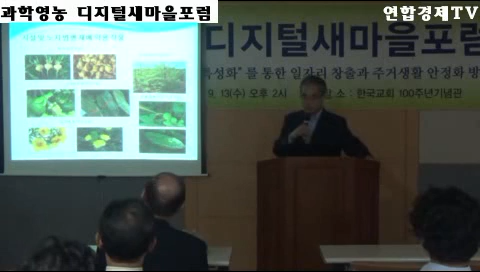 과학영농 디지털새마을포럼
연합경제TV
디지털새마을포럼
특성화" 를 통한 일자리 창출과 주거생활 안정화 방
9. 13(수) 오후 2시
소 : 한국교회 100주년기념관